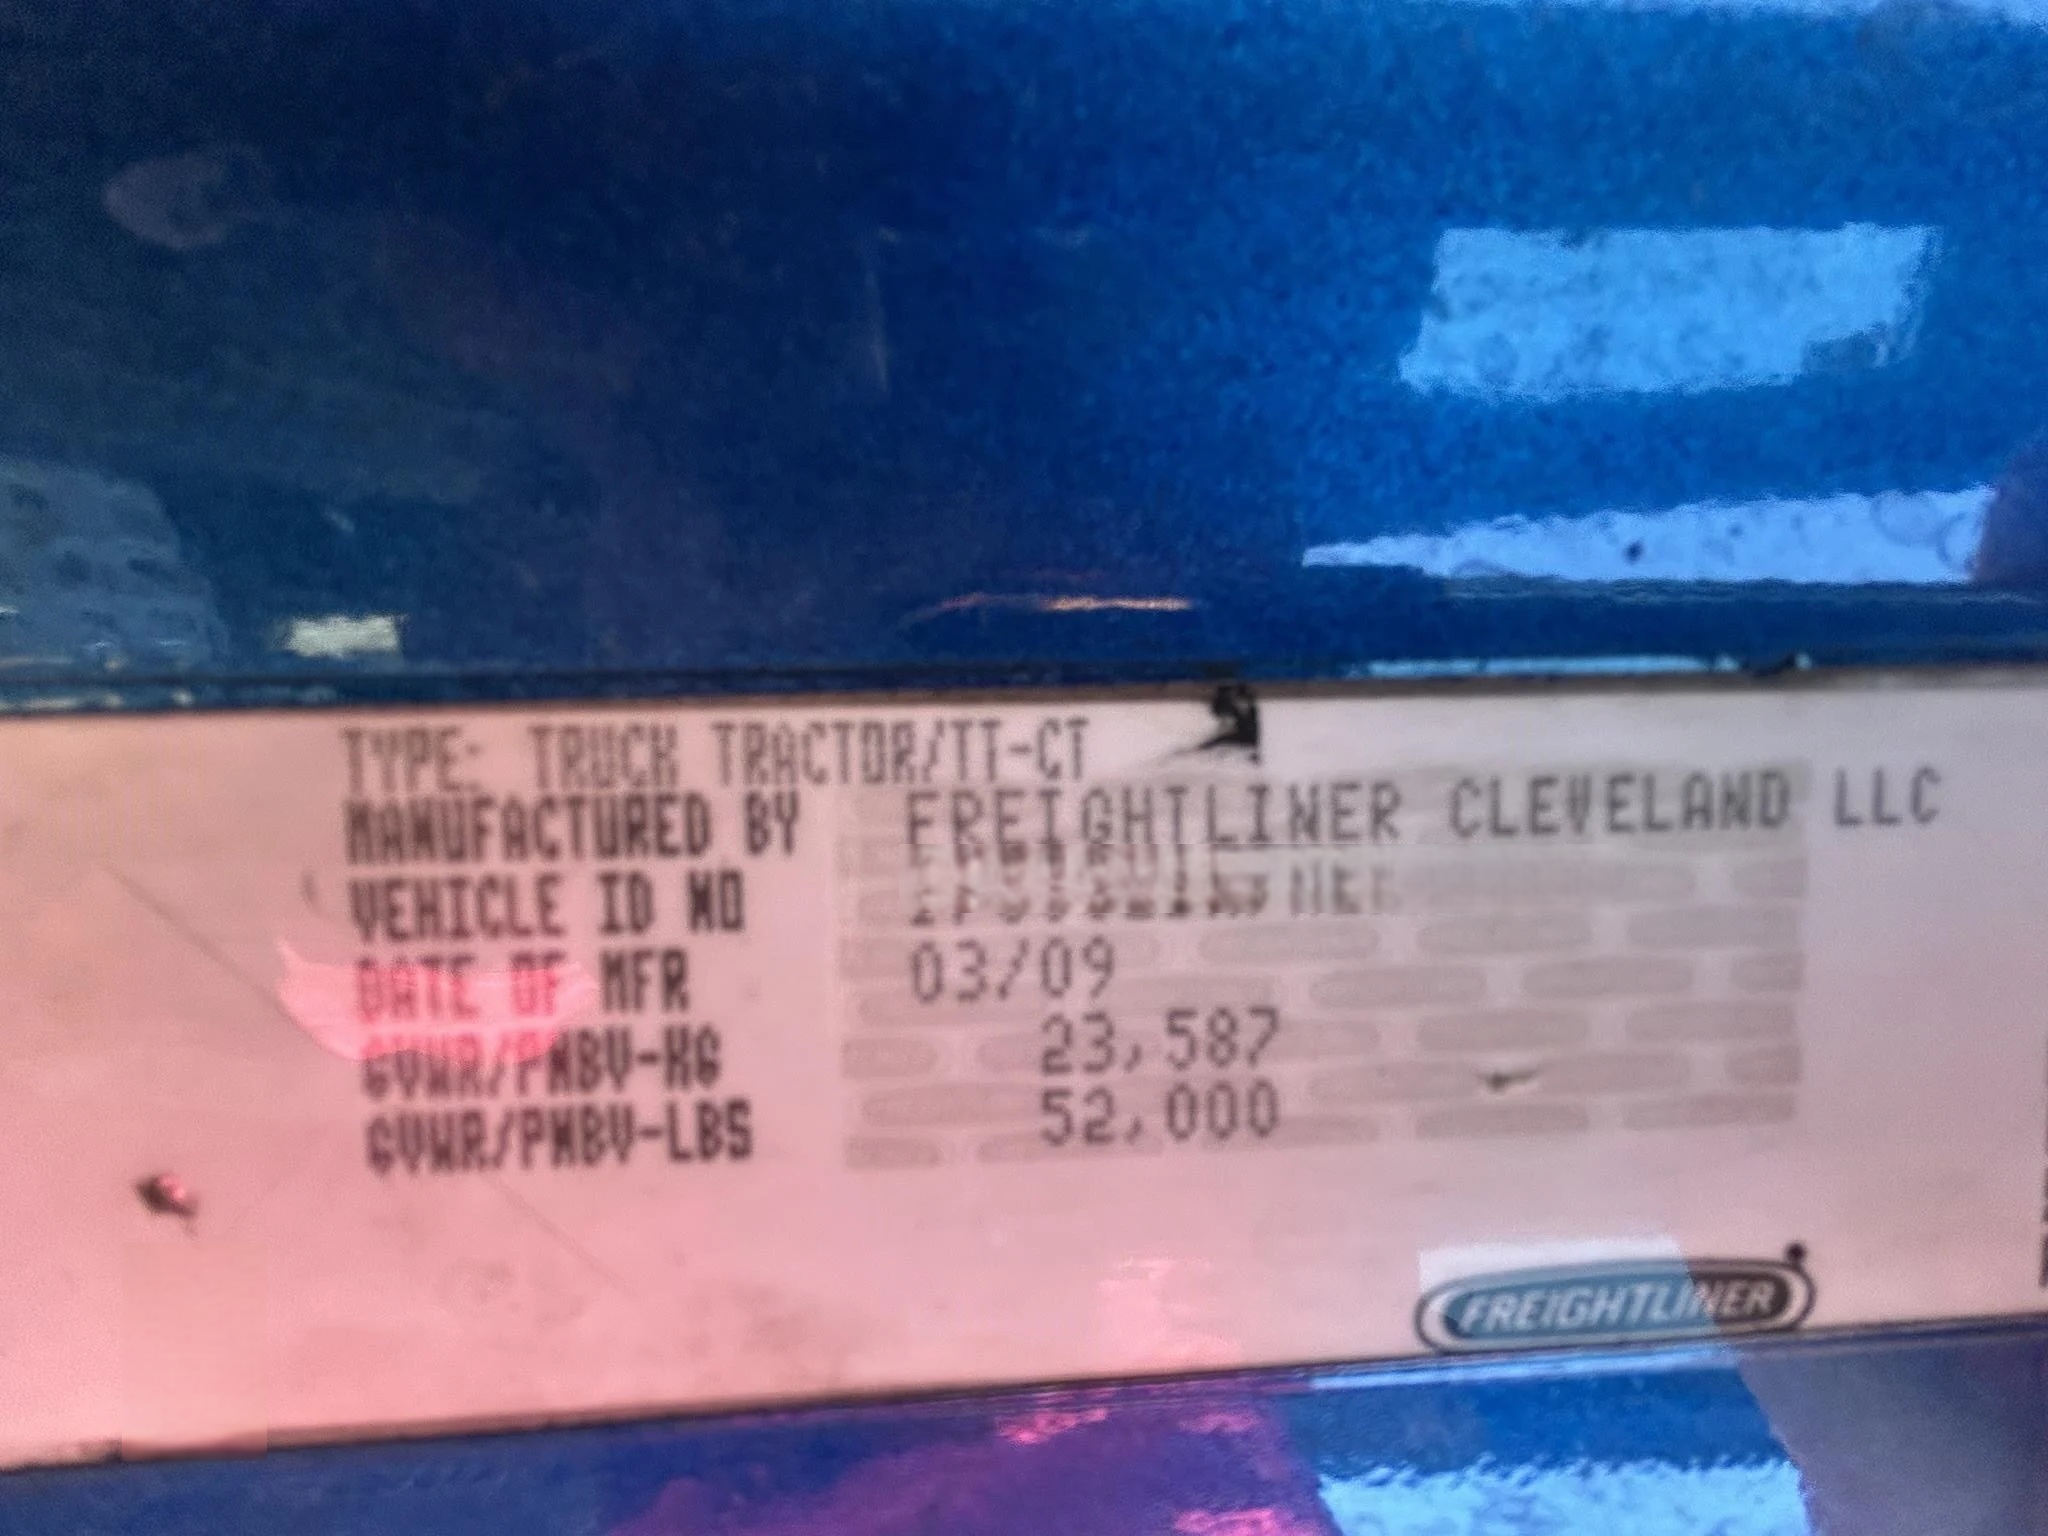 TYPE: TRUCK TRACTOR/TT-CT
MANUFACTURED BY FREIGHTLINER CLEVELAND LLC
VEHICLE ID NO
DATE OF MFR 03/09
GVWR/PNBV-KG 23,587
GVWR/PNBV-LBS 52,000
FREIGHTLINER